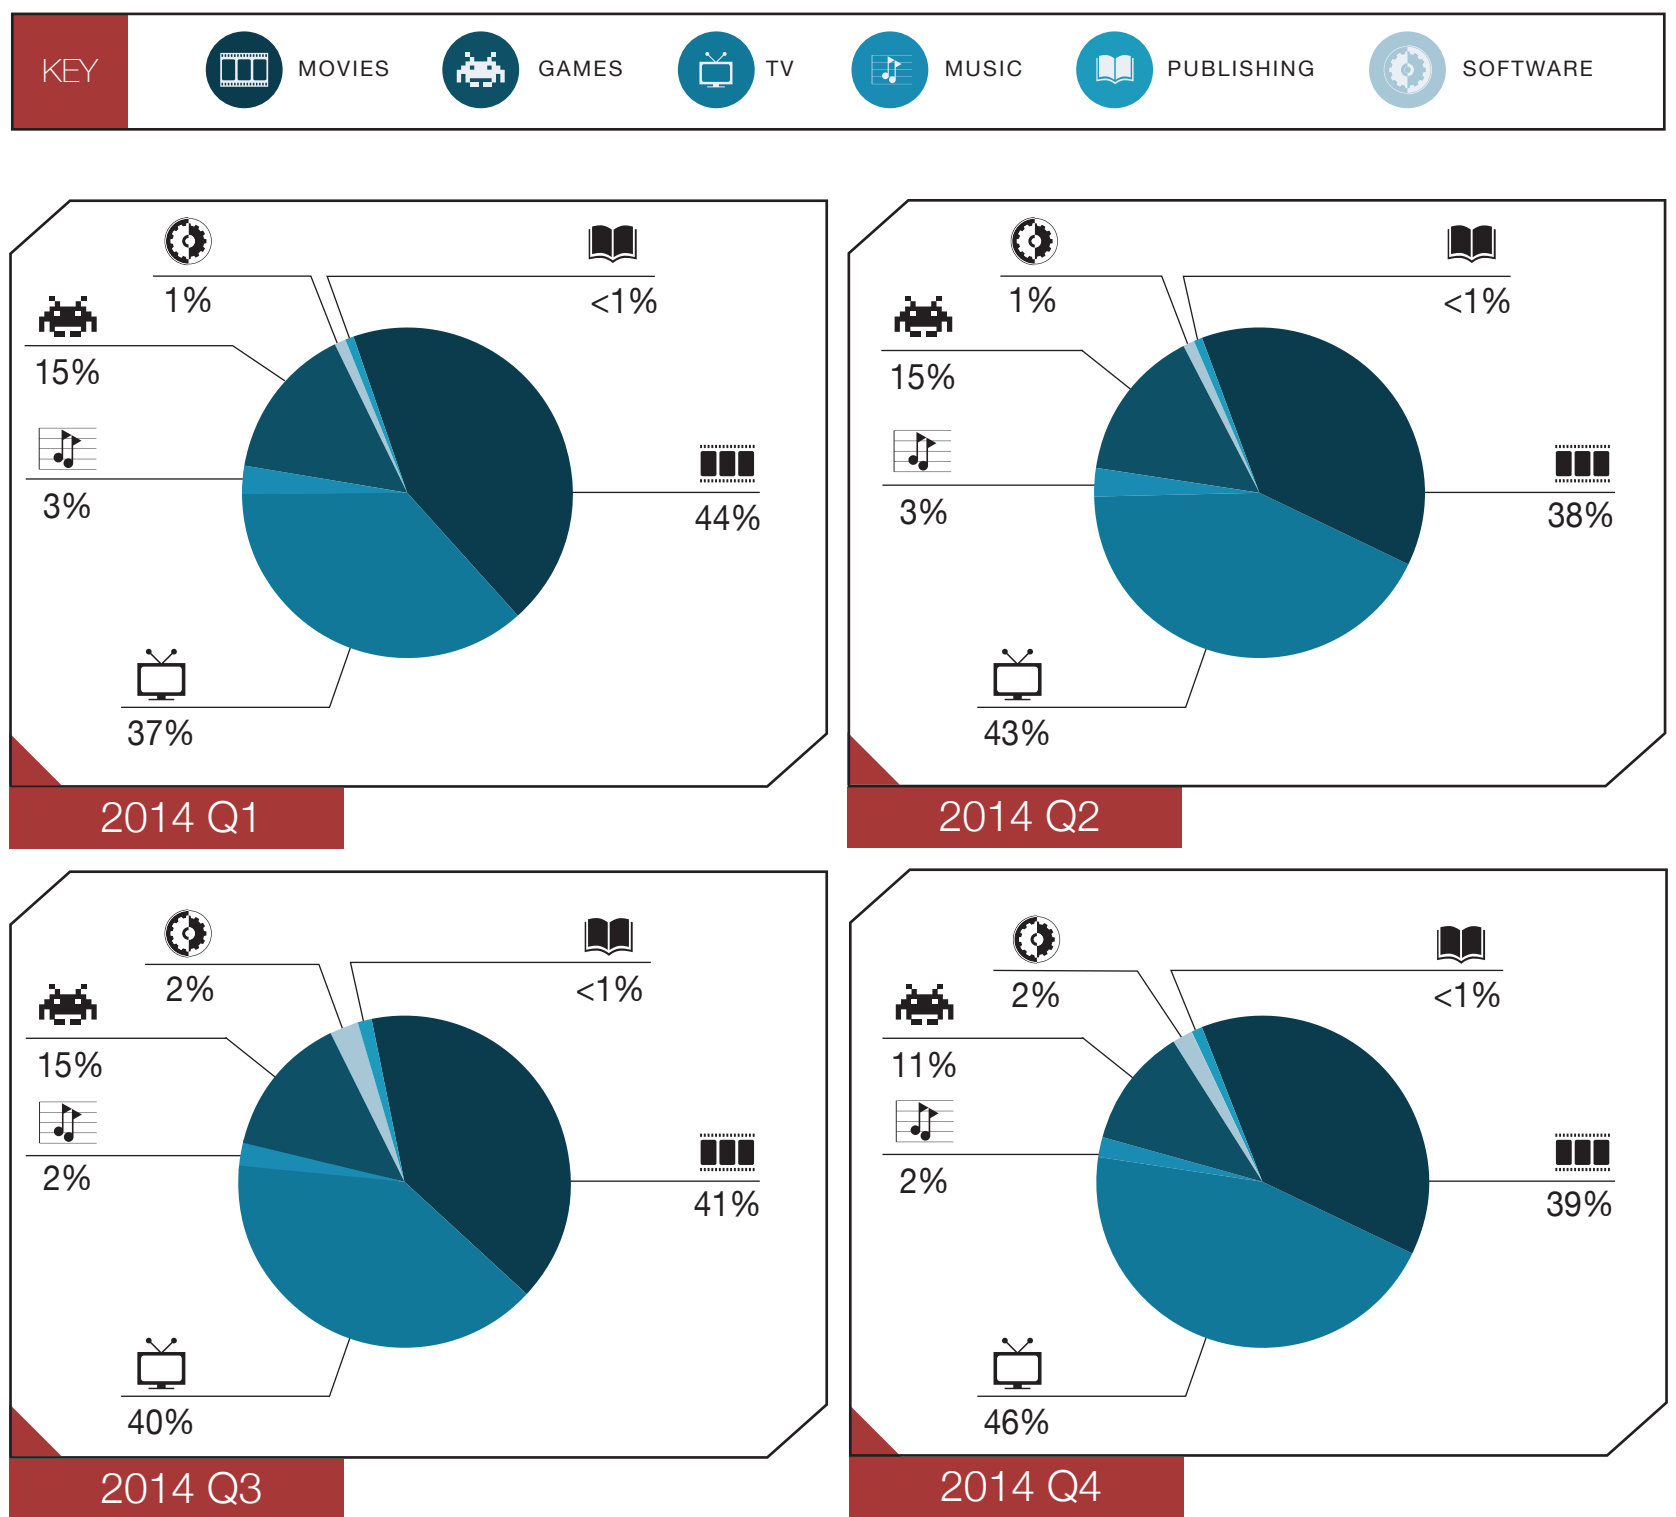 KEY
MOVIES
GAMES
TV
MUSIC
PUBLISHING
SOFTWARE
1%
<1%
15%
3%
44%
37%
2014 Q1
1%
<1%
15%
3%
38%
43%
2014 Q2
2%
<1%
15%
2%
41%
40%
2014 Q3
2%
<1%
11%
2%
39%
46%
2014 Q4